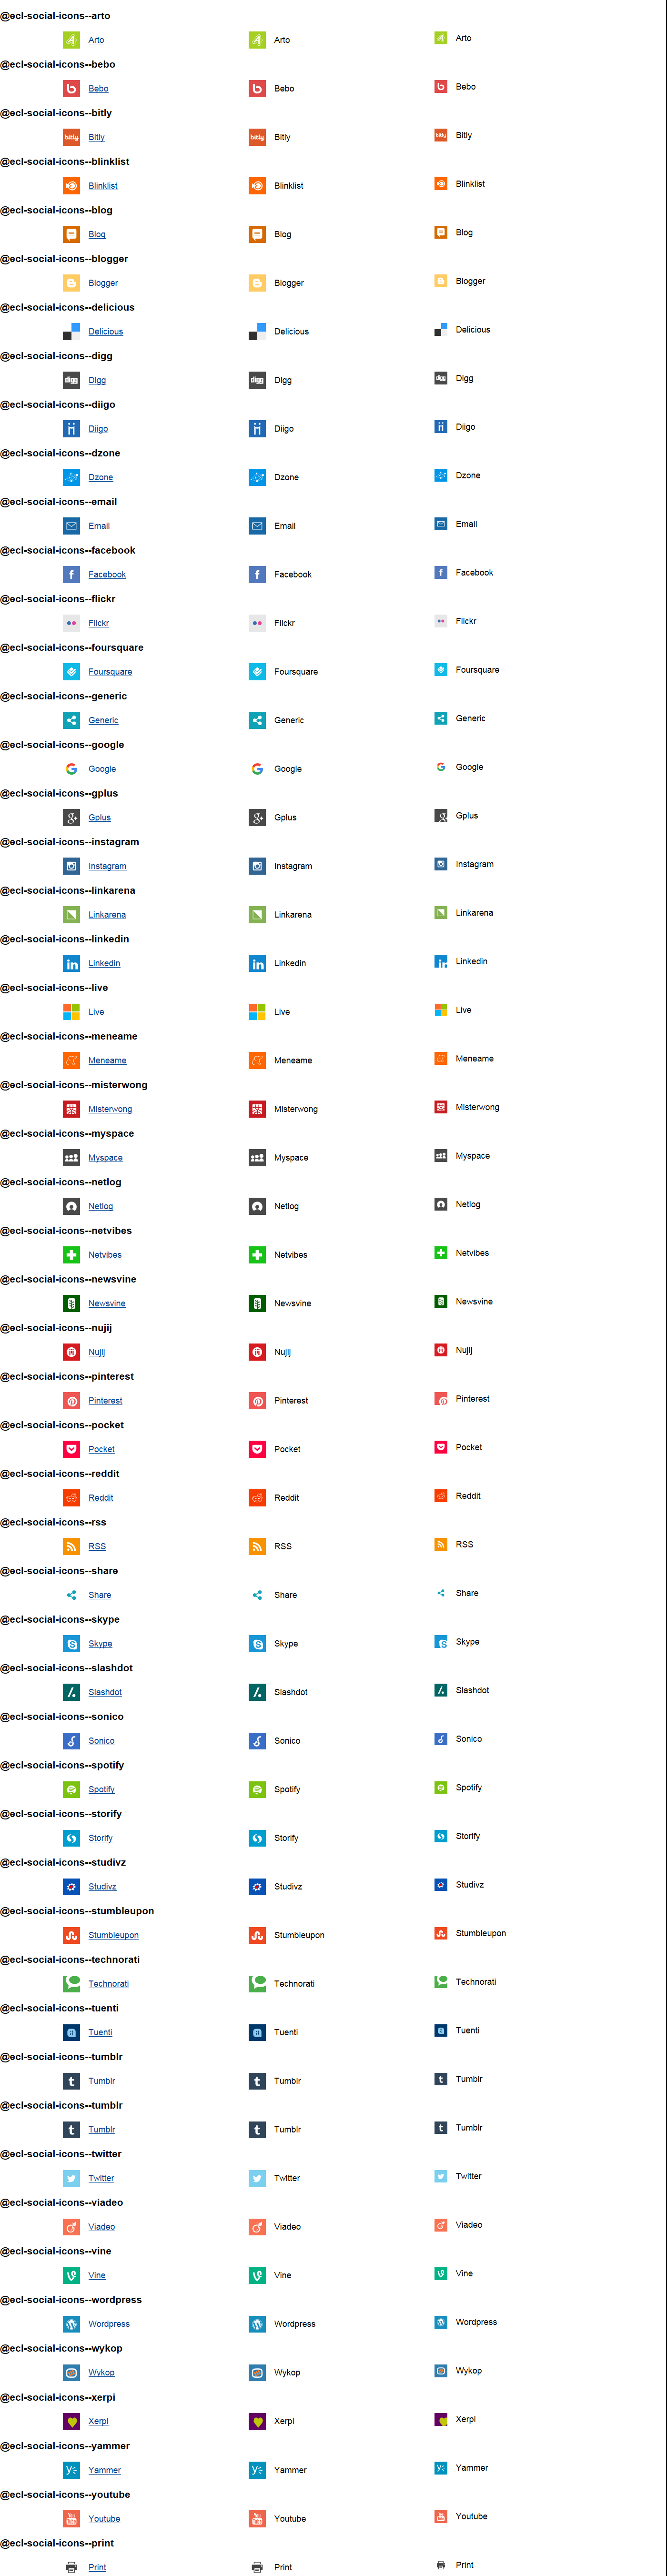 @ecl-social-icons--arto
Arto Arto Arto
@ecl-social-icons--bebo
Bebo Bebo Bebo
@ecl-social-icons--bitly
bitly Bitly bitly Bitly bitly Bitly
@ecl-social-icons--blinklist
Blinklist Blinklist Blinklist
@ecl-social-icons--blog
Blog Blog Blog
@ecl-social-icons--blogger
Blogger Blogger Blogger
@ecl-social-icons--delicious
Delicious Delicious Delicious
@ecl-social-icons--digg
digg Digg digg Digg digg Digg
@ecl-social-icons--diigo
Diigo Diigo Diigo
@ecl-social-icons--dzone
Dzone Dzone Dzone
@ecl-social-icons--email
Email Email Email
@ecl-social-icons--facebook
f Facebook f Facebook f Facebook
@ecl-social-icons--flickr
Flickr Flickr Flickr
@ecl-social-icons--foursquare
Foursquare Foursquare Foursquare
@ecl-social-icons--generic
Generic Generic Generic
@ecl-social-icons--google
G Google G Google G Google
@ecl-social-icons--gplus
g+ Gplus g+ Gplus Gplus
@ecl-social-icons--instagram
Instagram Instagram Instagram
@ecl-social-icons--linkarena
Linkarena Linkarena Linkarena
@ecl-social-icons--linkedin
in Linkedin in Linkedin in Linkedin
@ecl-social-icons--live
Live Live Live
@ecl-social-icons--meneame
Meneame Meneame Meneame
@ecl-social-icons--misterwong
Misterwong Misterwong Misterwong
@ecl-social-icons--myspace
Myspace Myspace Myspace
@ecl-social-icons--netlog
Netlog Netlog Netlog
@ecl-social-icons--netvibes
Netvibes Netvibes Netvibes
@ecl-social-icons--newsvine
Newsvine Newsvine Newsvine
@ecl-social-icons--nujij
Nujij Nujij Nujij
@ecl-social-icons--pinterest
Pinterest Pinterest Pinterest
@ecl-social-icons--pocket
Pocket Pocket Pocket
@ecl-social-icons--reddit
Reddit Reddit Reddit
@ecl-social-icons--rss
RSS RSS RSS
@ecl-social-icons--share
Share Share Share
@ecl-social-icons--skype
S Skype S Skype S Skype
@ecl-social-icons--slashdot
Slashdot Slashdot Slashdot
@ecl-social-icons--sonico
Sonico Sonico Sonico
@ecl-social-icons--spotify
Spotify Spotify Spotify
@ecl-social-icons--storify
Storify Storify Storify
@ecl-social-icons--studivz
Studivz Studivz Studivz
@ecl-social-icons--stumbleupon
Stumbleupon Stumbleupon Stumbleupon
@ecl-social-icons--technorati
Technorati Technorati Technorati
@ecl-social-icons--tuenti
Tuenti Tuenti Tuenti
@ecl-social-icons--tumblr
t Tumblr t Tumblr t Tumblr
@ecl-social-icons--tumblr
t Tumblr t Tumblr t Tumblr
@ecl-social-icons--twitter
Twitter Twitter Twitter
@ecl-social-icons--viadeo
Viadeo Viadeo Viadeo
@ecl-social-icons--vine
Vine Vine Vine
@ecl-social-icons--wordpress
W Wordpress W Wordpress W Wordpress
@ecl-social-icons--wykop
Wykop Wykop Wykop
@ecl-social-icons--xerpi
Xerpi Xerpi Xerpi
@ecl-social-icons--yammer
Yammer Yammer Yammer
@ecl-social-icons--youtube
You Tube Youtube You Tube Youtube You Tube Youtube
@ecl-social-icons--print
Print Print Print